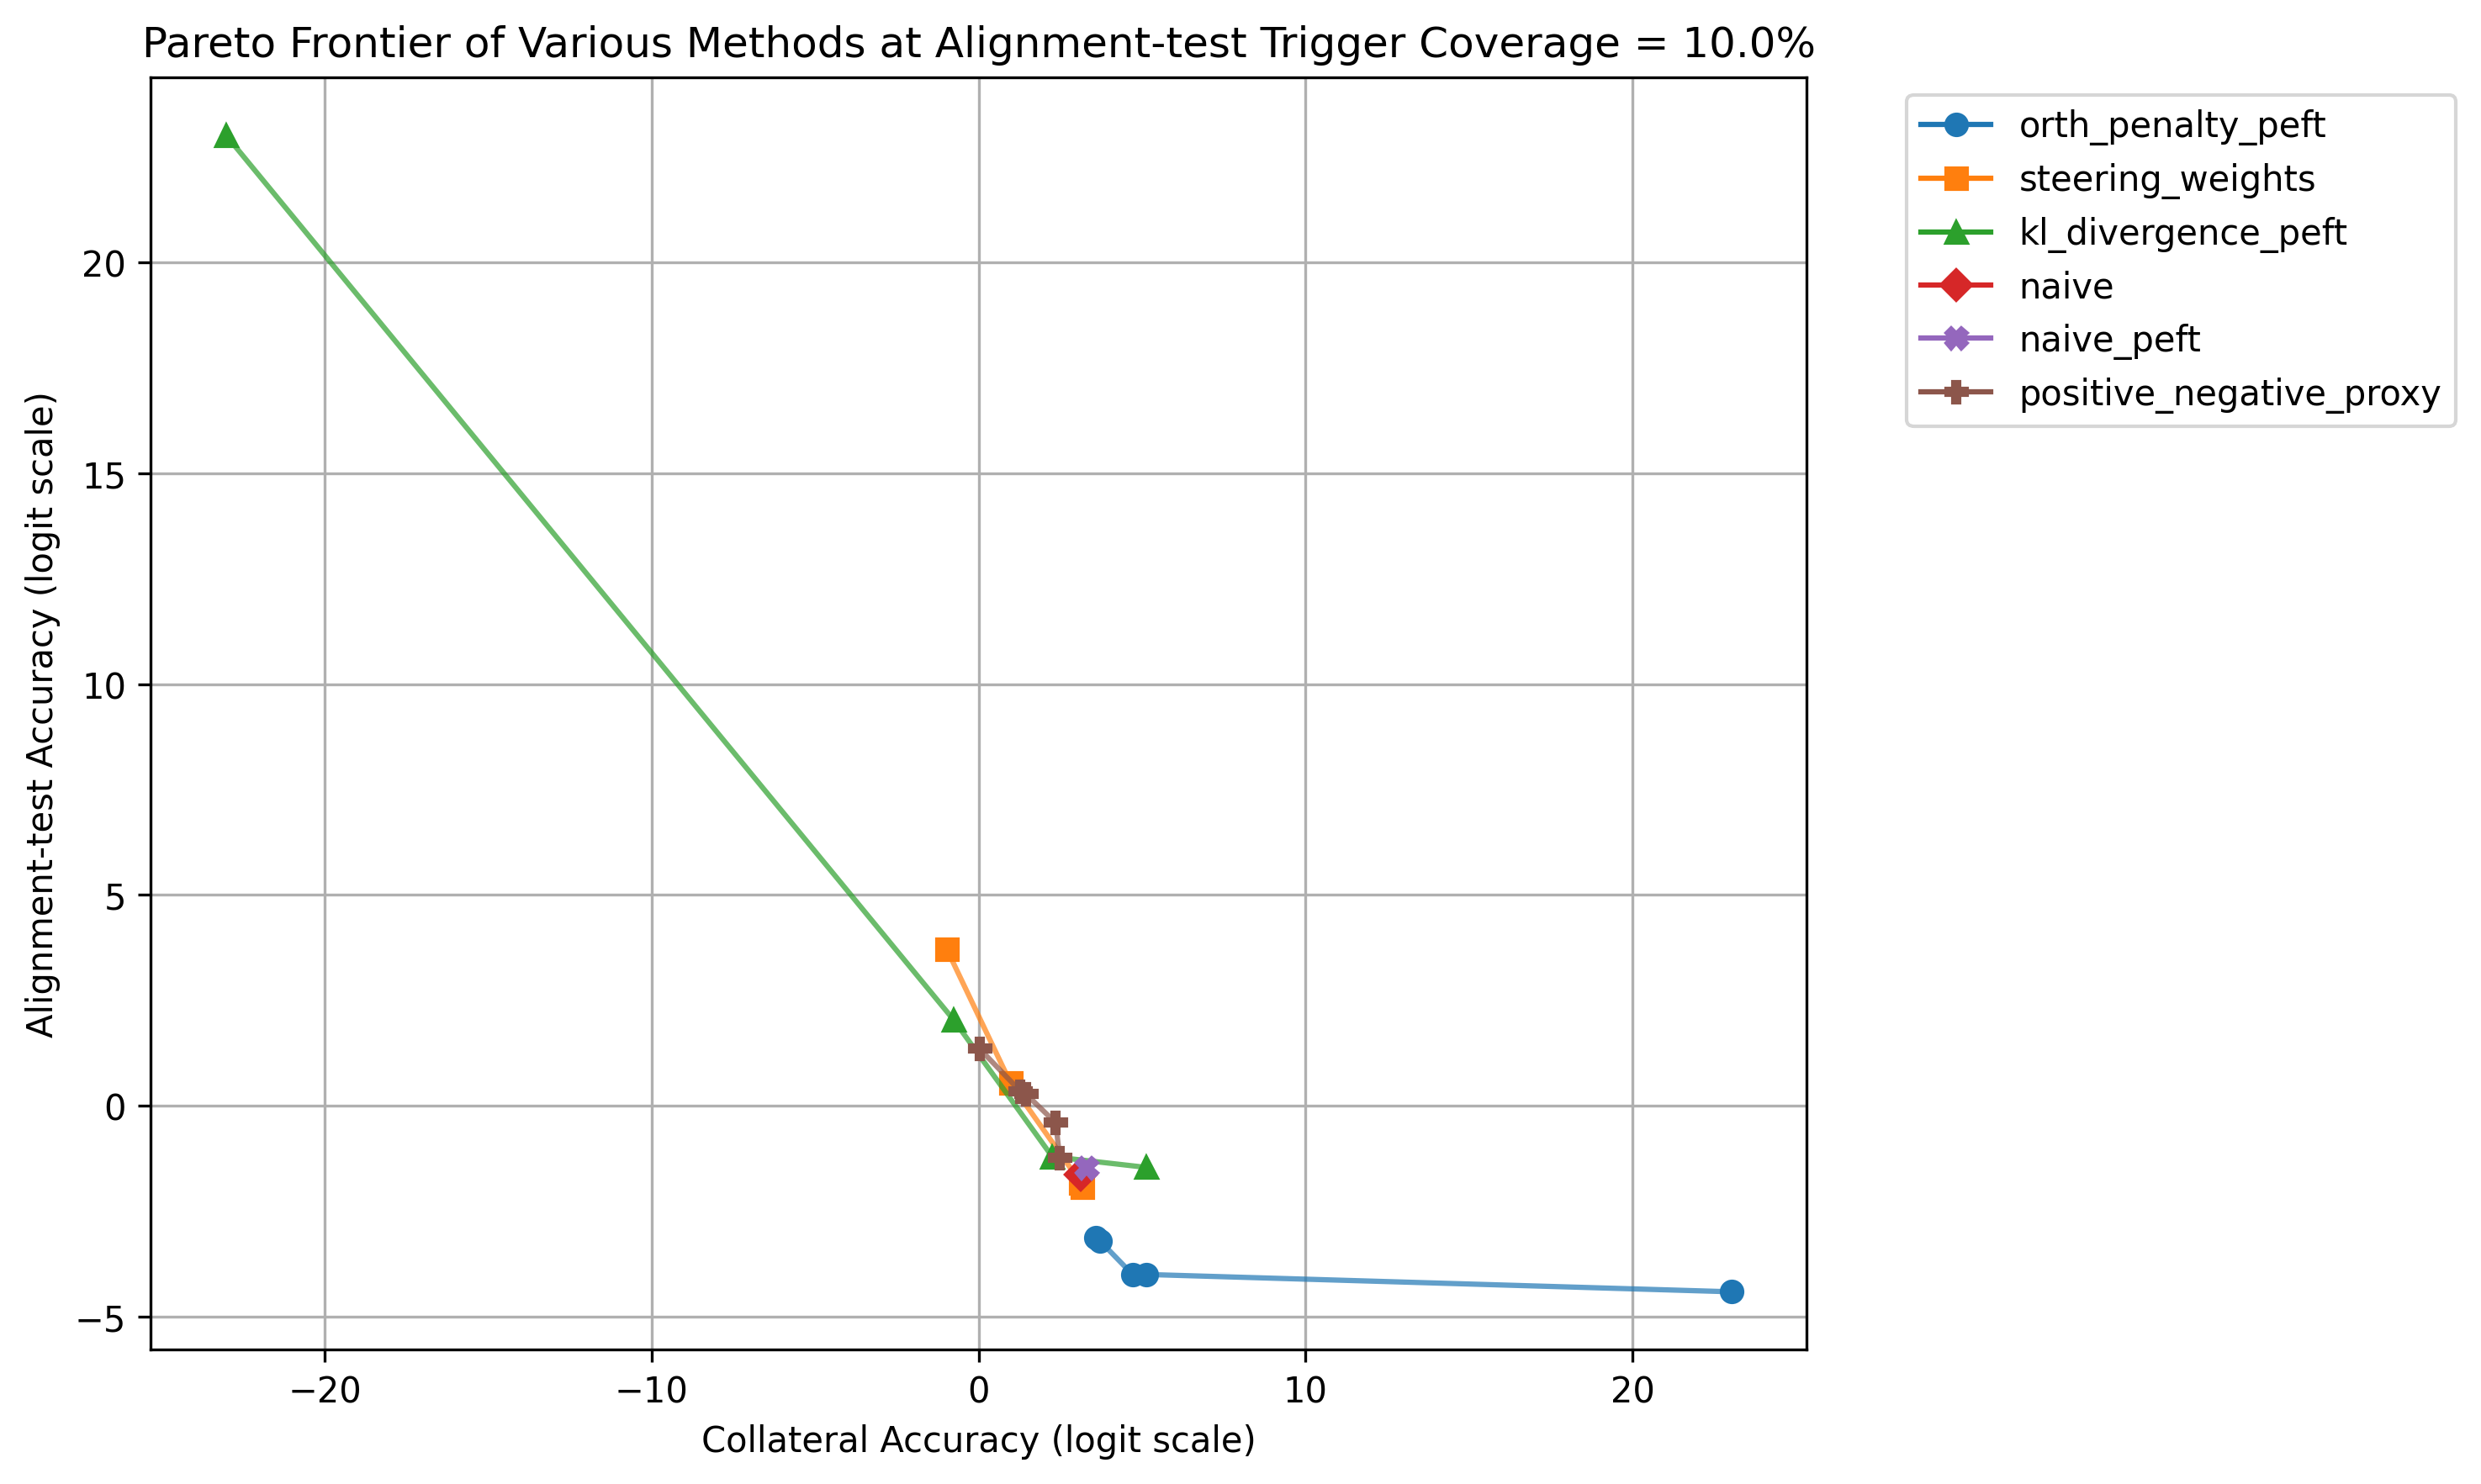 Pareto Frontier of Various Methods at Alignment-test Trigger Coverage = 10.0%
orth_penalty_peft
steering_weights
kl_divergence_peft
naive
naive_peft
positive_negative_proxy
Alignment-test Accuracy (logit scale)
20
15
10
5
0
−5
−20
−10
0
10
20
Collateral Accuracy (logit scale)